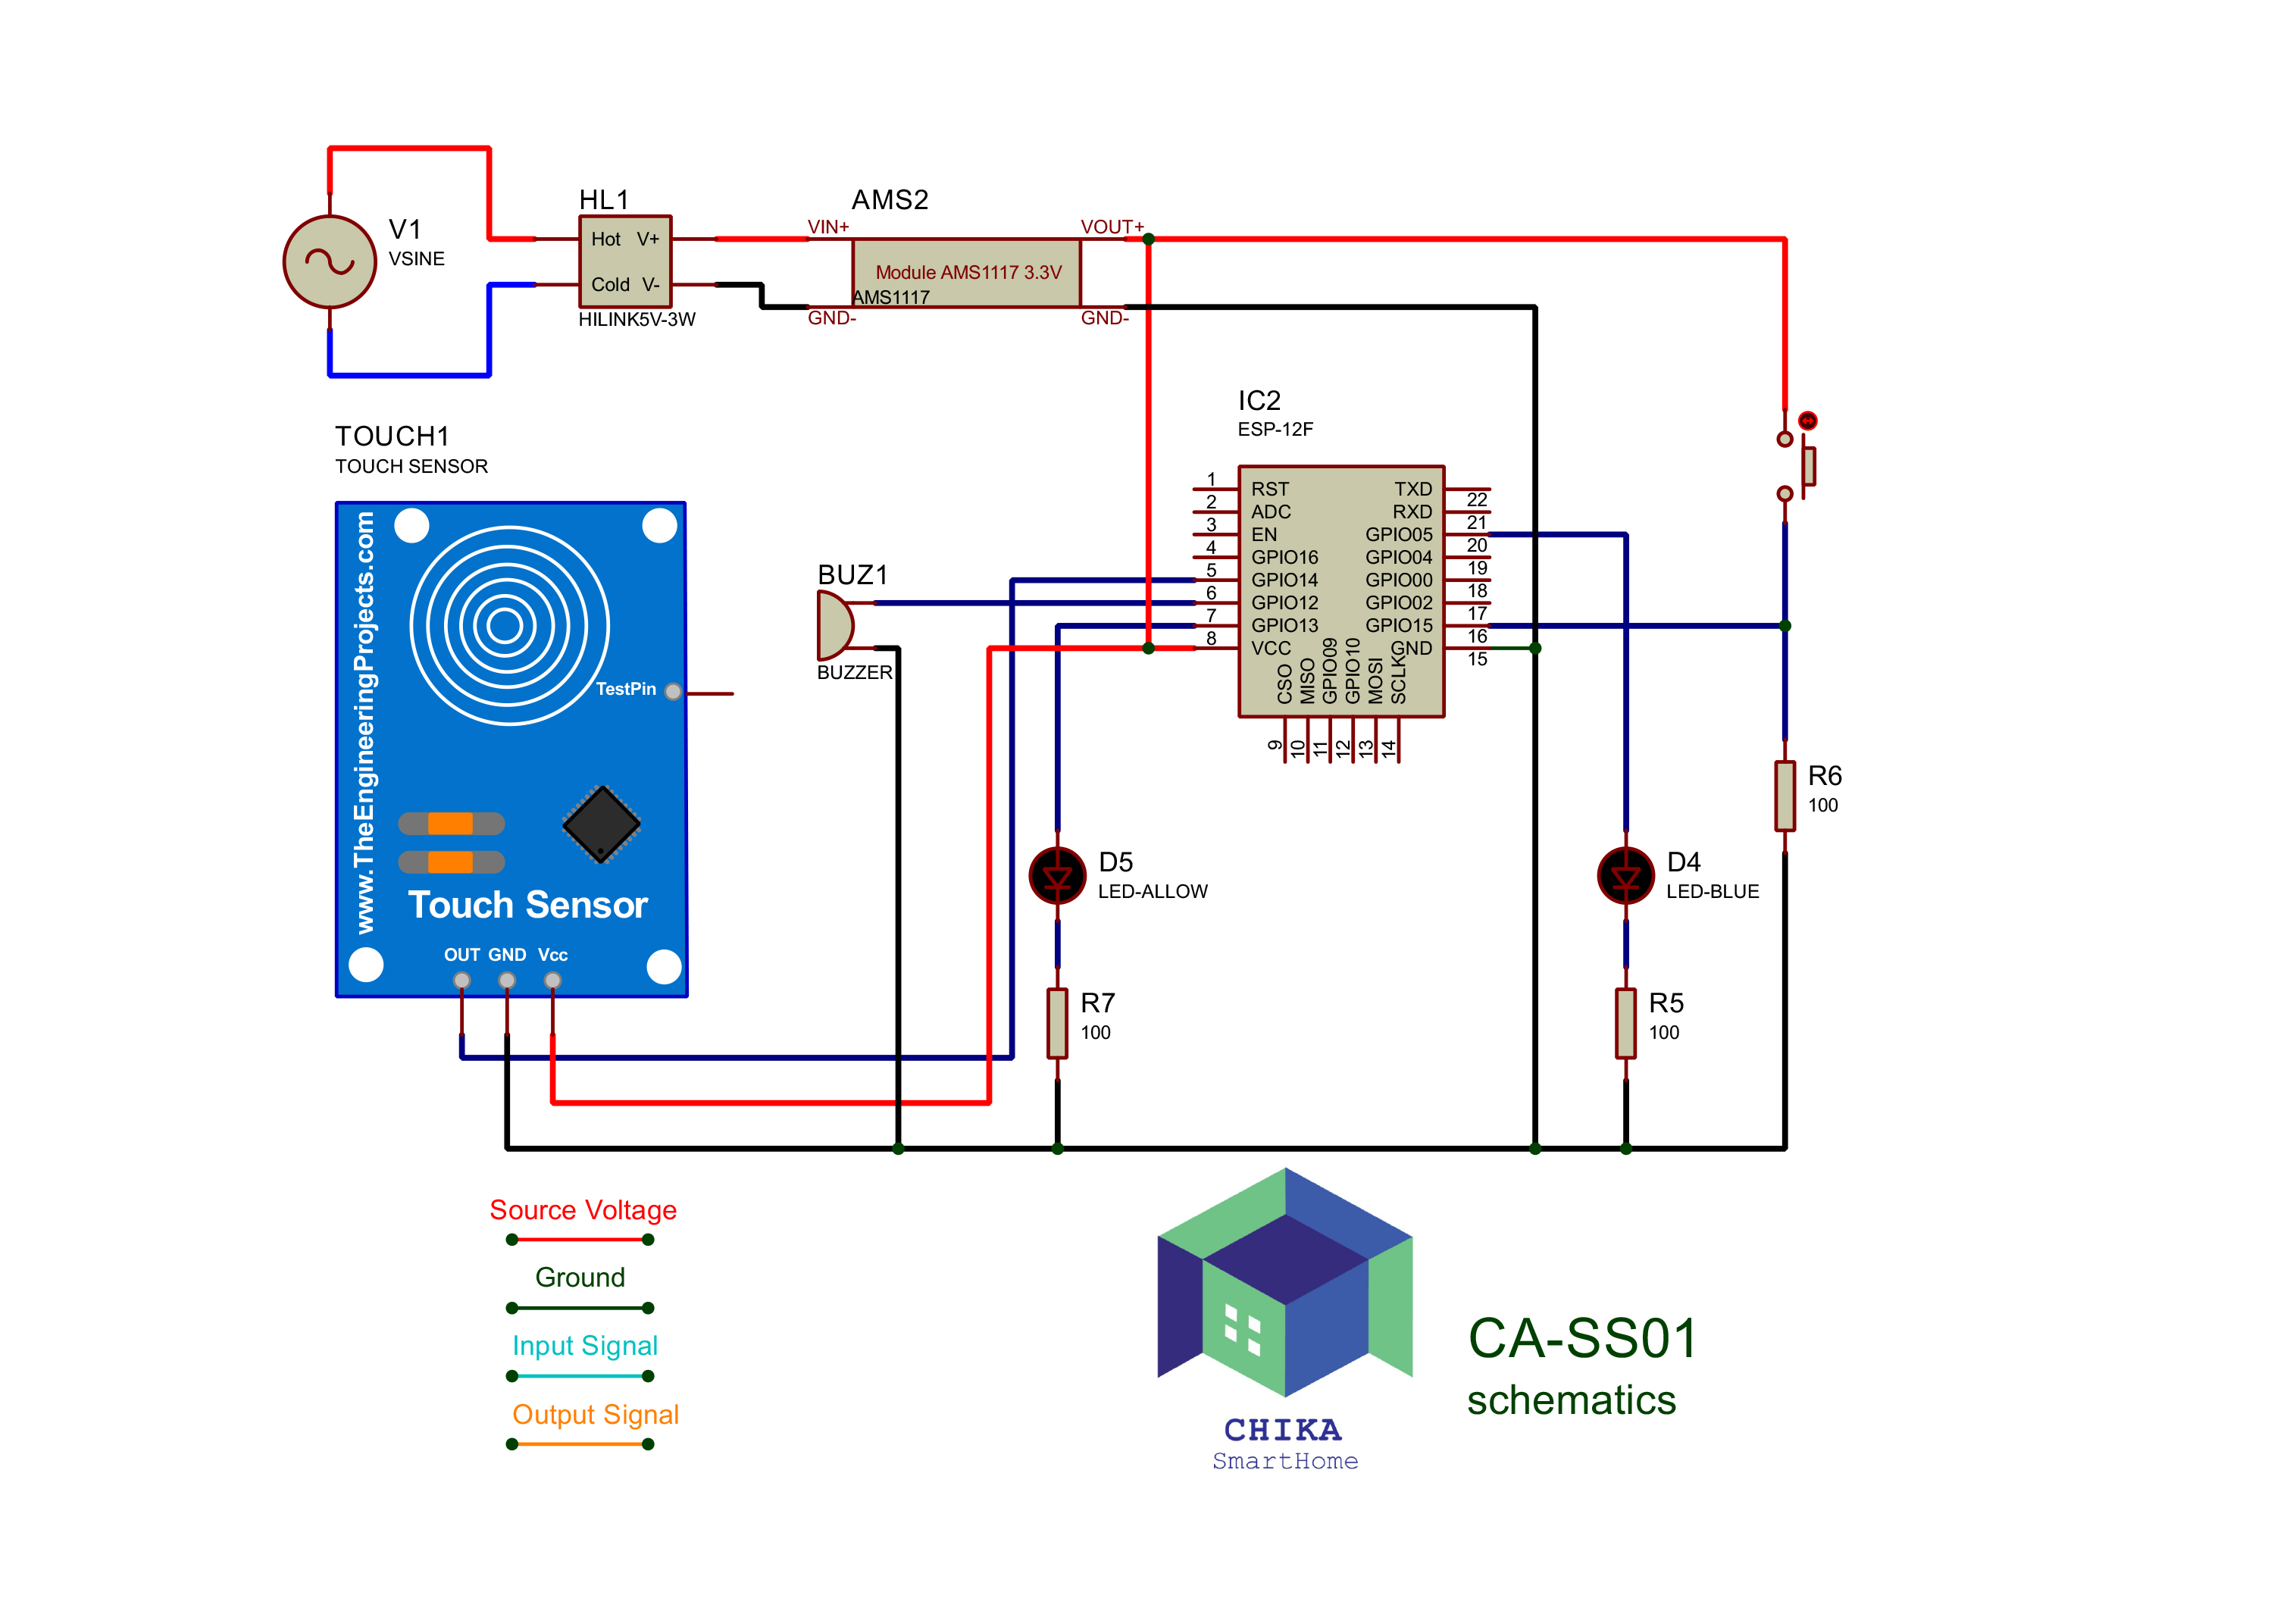 V1
VSINE
HL1
Hot V+
Cold V-
HILINK5V-3W
AMS2
VIN+
VOUT+
Module AMS1117 3.3V
AMS1117
GND-
GND-
TOUCH1
TOUCH SENSOR
www.TheEngineeringProjects.com
TestPin
Touch Sensor
OUT GND Vcc
BUZ1
BUZZER
IC2
ESP-12F
1 RST TXD 22
2 ADC RXD 21
3 EN GPIO05 20
4 GPIO16 GPIO04 19
5 GPIO14 GPIO00 18
6 GPIO12 GPIO02 17
7 GPIO13 GPIO15 16
8 VCC GND 15
CSO
MISO
GPIO09
GPIO10
MOSI
SCLK
9
10
11
12
13
14
D5
LED-ALLOW
R7
100
D4
LED-BLUE
R5
100
R6
100
Source Voltage
Ground
Input Signal
Output Signal
CHIKA
SmartHome
CA-SS01
schematics